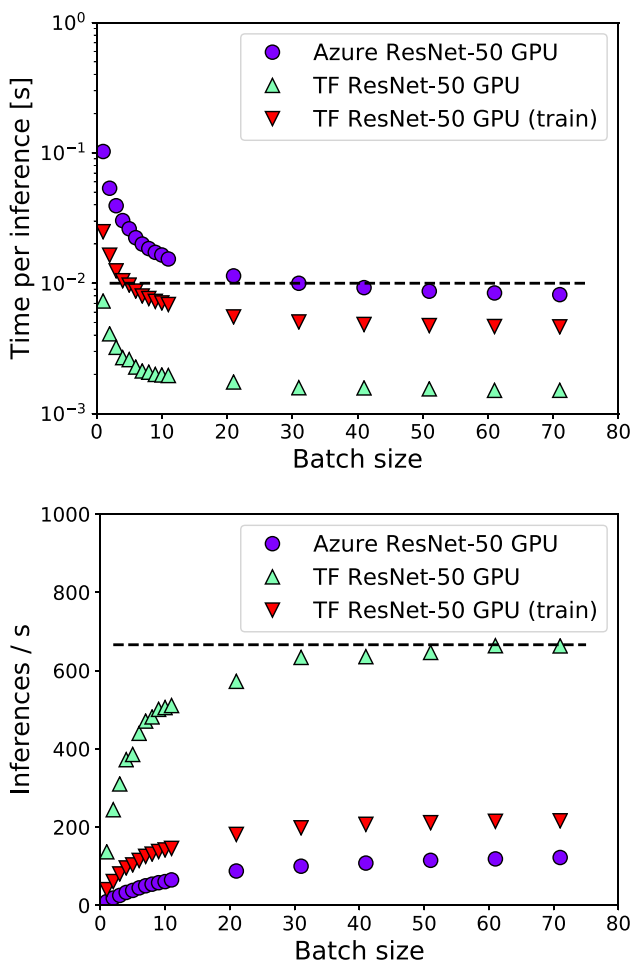 10⁰
10⁻¹
10⁻²
10⁻³
Time per inference [s]
Azure ResNet-50 GPU
TF ResNet-50 GPU
TF ResNet-50 GPU (train)
0 10 20 30 40 50 60 70 80
Batch size
1000
800
600
400
200
0
Inferences / s
Azure ResNet-50 GPU
TF ResNet-50 GPU
TF ResNet-50 GPU (train)
0 10 20 30 40 50 60 70 80
Batch size